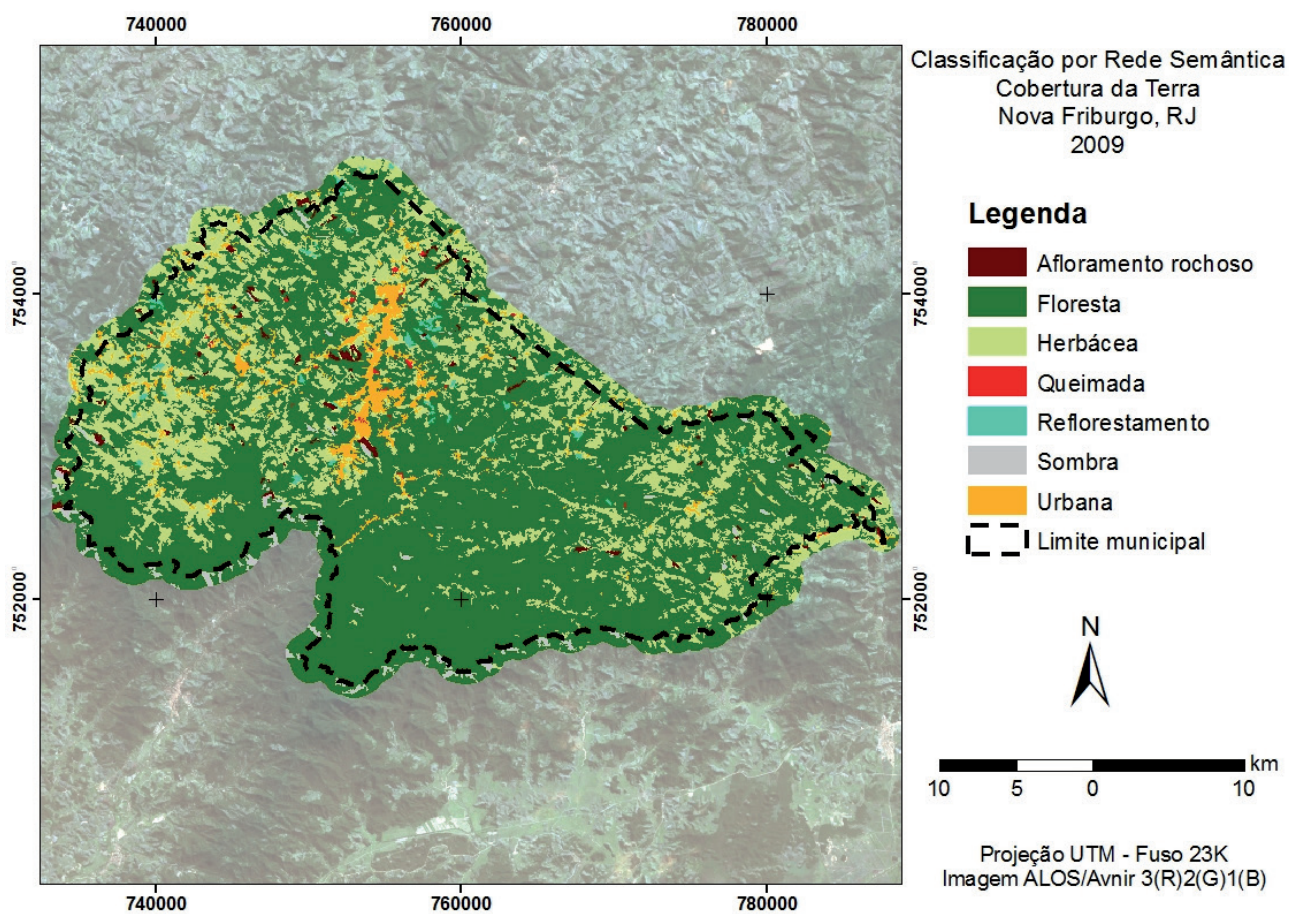 740000 760000 780000
Classificação por Rede Semântica
Cobertura da Terra
Nova Friburgo, RJ
2009
Legenda
Afloramento rochoso
Floresta
Herbácea
Queimada
Reflorestamento
Sombra
Urbana
Limite municipal
7540000 7540000
7520000 7520000
N
km
10 5 0 10
Projeção UTM - Fuso 23K
Imagem ALOS/Avnir 3(R)2(G)1(B)
740000 760000 780000